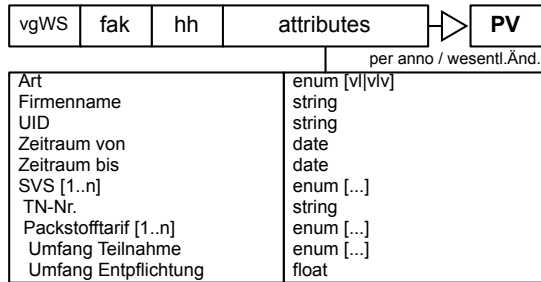 vgWS fak hh attributes PV
per anno / wesentl.Änd.
Art enum [vl|vlv]
Firmenname string
UID string
Zeitraum von date
Zeitraum bis date
SVS [1..n] enum [...]
TN-Nr. string
Packstofftarif [1..n] enum [...]
Umfang Teilnahme enum [...]
Umfang Entpflichtung float